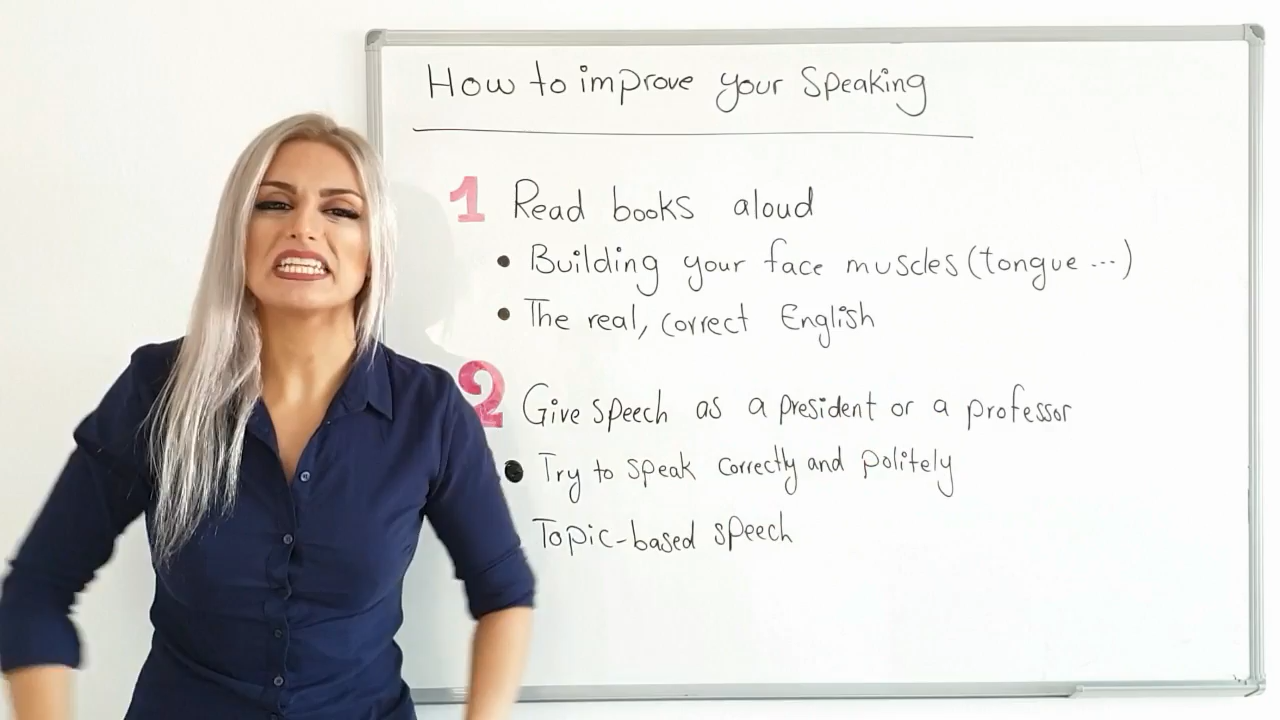 How to improve your Speaking
1 Read books aloud
• Building your face muscles (tongue ...)
• The real, correct English
2 Give speech as a president or a professor
• Try to speak correctly and politely
Topic-based speech